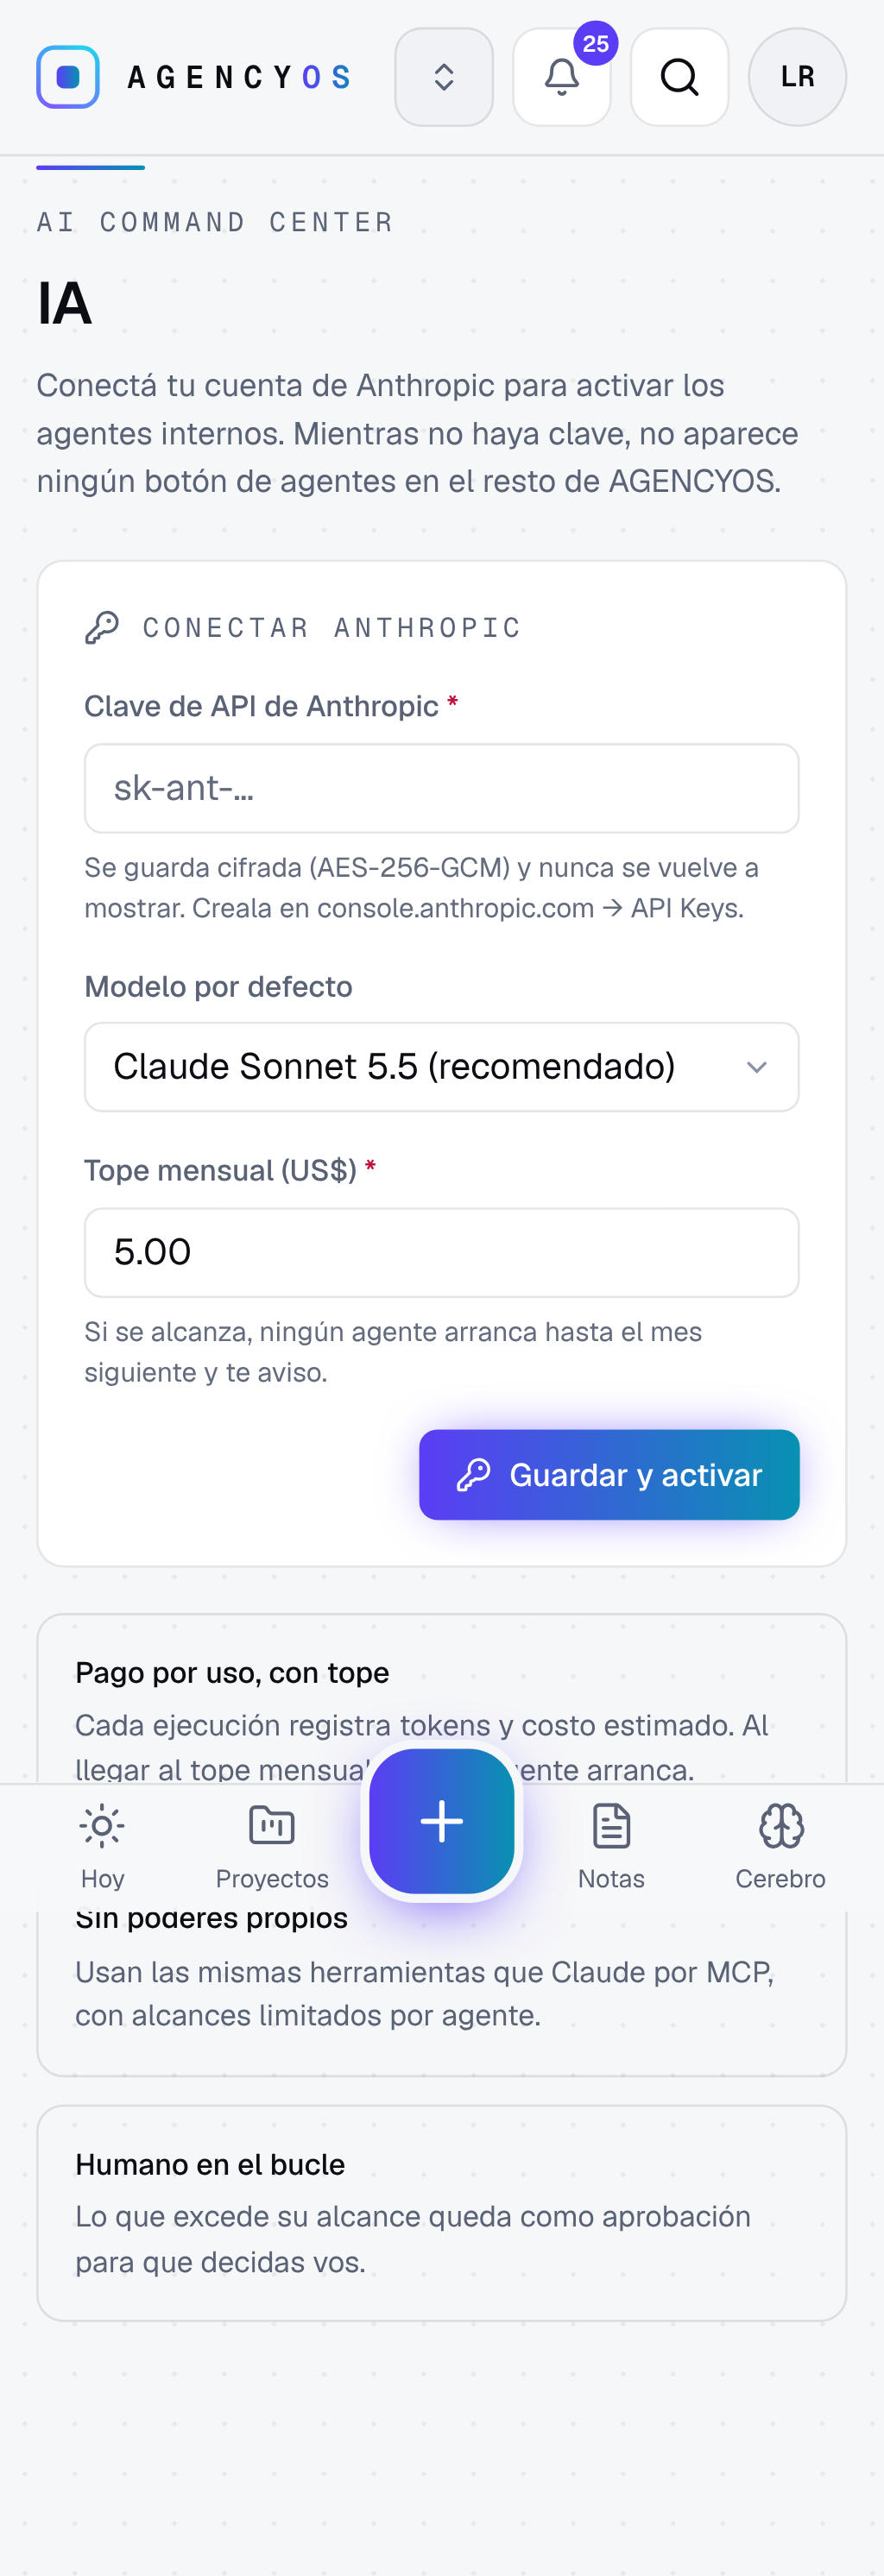 AGENCYOS
25
LR
AI COMMAND CENTER
IA
Conectá tu cuenta de Anthropic para activar los
agentes internos. Mientras no haya clave, no aparece
ningún botón de agentes en el resto de AGENCYOS.
CONECTAR ANTHROPIC
Clave de API de Anthropic *
sk-ant-...
Se guarda cifrada (AES-256-GCM) y nunca se vuelve a
mostrar. Creala en console.anthropic.com → API Keys.
Modelo por defecto
Claude Sonnet 5.5 (recomendado)
Tope mensual (US$) *
5.00
Si se alcanza, ningún agente arranca hasta el mes
siguiente y te aviso.
Guardar y activar
Pago por uso, con tope
Cada ejecución registra tokens y costo estimado. Al
llegar al tope mensual arranca.
Hoy
Proyectos
Notas
Cerebro
Sin poderes propios
Usan las mismas herramientas que Claude por MCP,
con alcances limitados por agente.
Humano en el bucle
Lo que excede su alcance queda como aprobación
para que decidas vos.